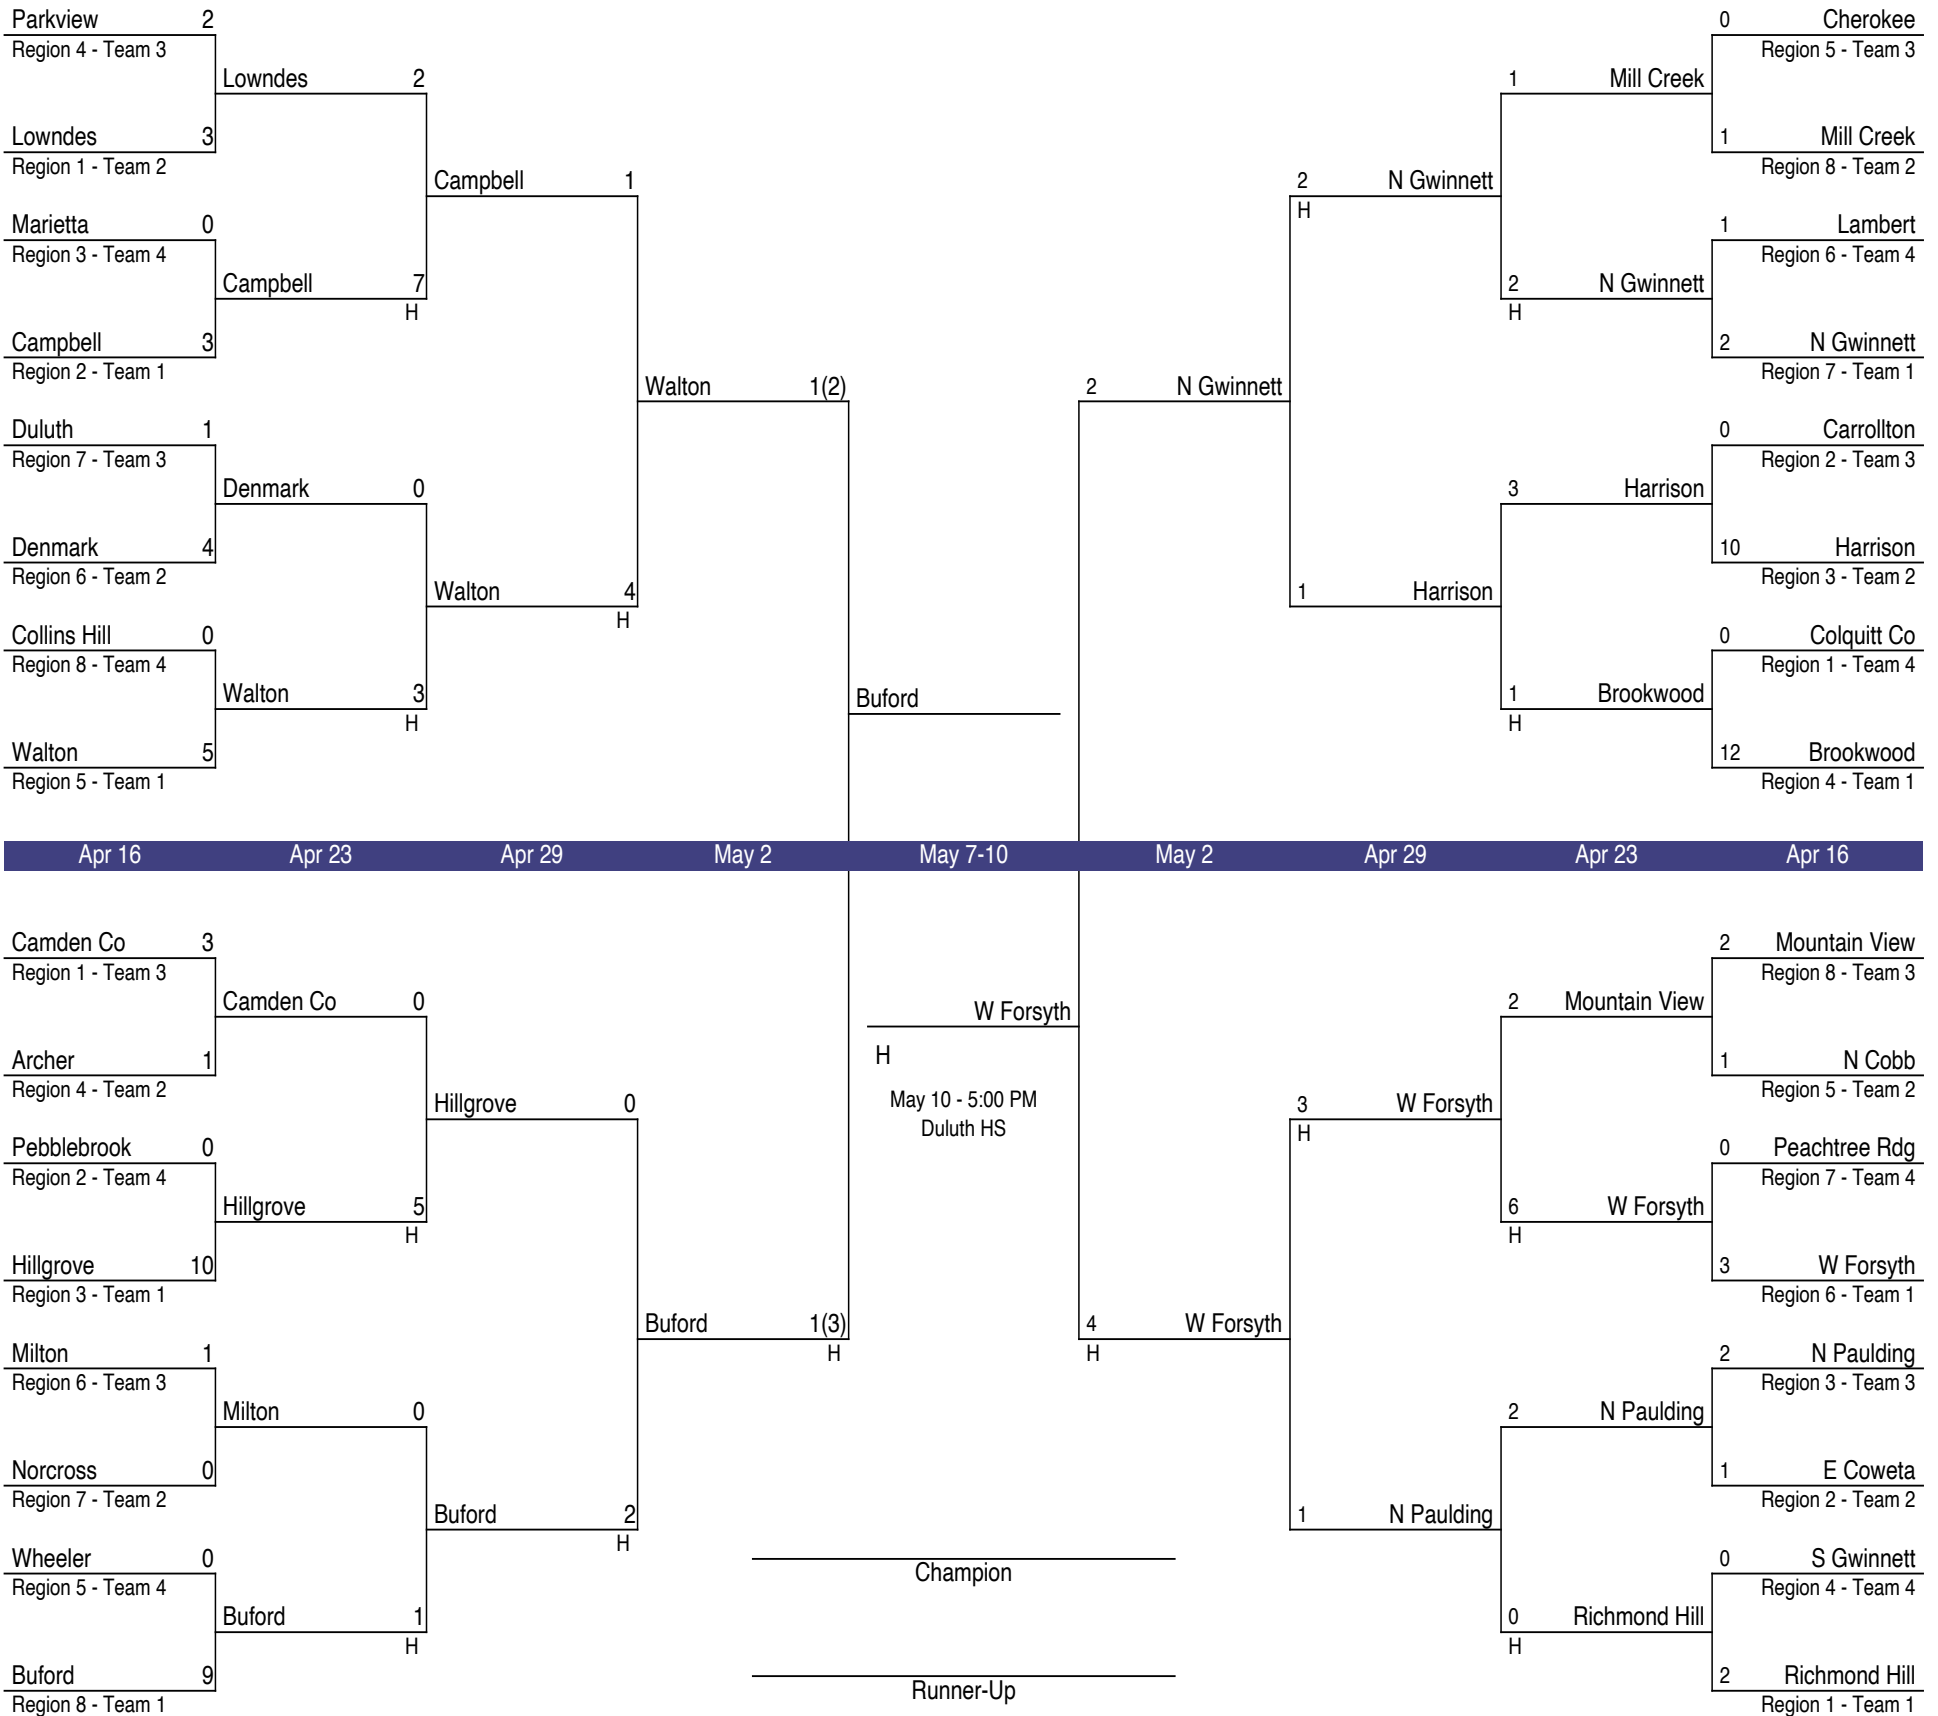 Parkview 2
Region 4 - Team 3
Lowndes 2
Lowndes 3
Region 1 - Team 2
Campbell 1
Marietta 0
Region 3 - Team 4
Campbell 7
H
Campbell 3
Region 2 - Team 1
Walton 1(2)
Duluth 1
Region 7 - Team 3
Denmark 0
Denmark 4
Region 6 - Team 2
Walton 4
H
Collins Hill 0
Region 8 - Team 4
Walton 3
H
Walton 5
Region 5 - Team 1
Buford
0 Cherokee
Region 5 - Team 3
1 Mill Creek
1 Mill Creek
Region 8 - Team 2
2 N Gwinnett
H
1 Lambert
Region 6 - Team 4
2 N Gwinnett
H
2 N Gwinnett
Region 7 - Team 1
2 N Gwinnett
0 Carrollton
Region 2 - Team 3
3 Harrison
10 Harrison
Region 3 - Team 2
1 Harrison
0 Colquitt Co
Region 1 - Team 4
1 Brookwood
H
12 Brookwood
Region 4 - Team 1
Apr 16 Apr 23 Apr 29 May 2 May 7-10 May 2 Apr 29 Apr 23 Apr 16
Camden Co 3
Region 1 - Team 3
Camden Co 0
Archer 1
Region 4 - Team 2
Hillgrove 0
Pebblebrook 0
Region 2 - Team 4
Hillgrove 5
H
Hillgrove 10
Region 3 - Team 1
Buford 1(3)
H
Milton 1
Region 6 - Team 3
Milton 0
Norcross 0
Region 7 - Team 2
Buford 2
H
Wheeler 0
Region 5 - Team 4
Buford 1
H
Buford 9
Region 8 - Team 1
W Forsyth
H
May 10 - 5:00 PM
Duluth HS
2 Mountain View
Region 8 - Team 3
2 Mountain View
1 N Cobb
Region 5 - Team 2
3 W Forsyth
H
0 Peachtree Rdg
Region 7 - Team 4
6 W Forsyth
H
3 W Forsyth
Region 6 - Team 1
4 W Forsyth
H
2 N Paulding
Region 3 - Team 3
2 N Paulding
1 E Coweta
Region 2 - Team 2
1 N Paulding
0 S Gwinnett
Region 4 - Team 4
0 Richmond Hill
H
2 Richmond Hill
Region 1 - Team 1
Champion
Runner-Up